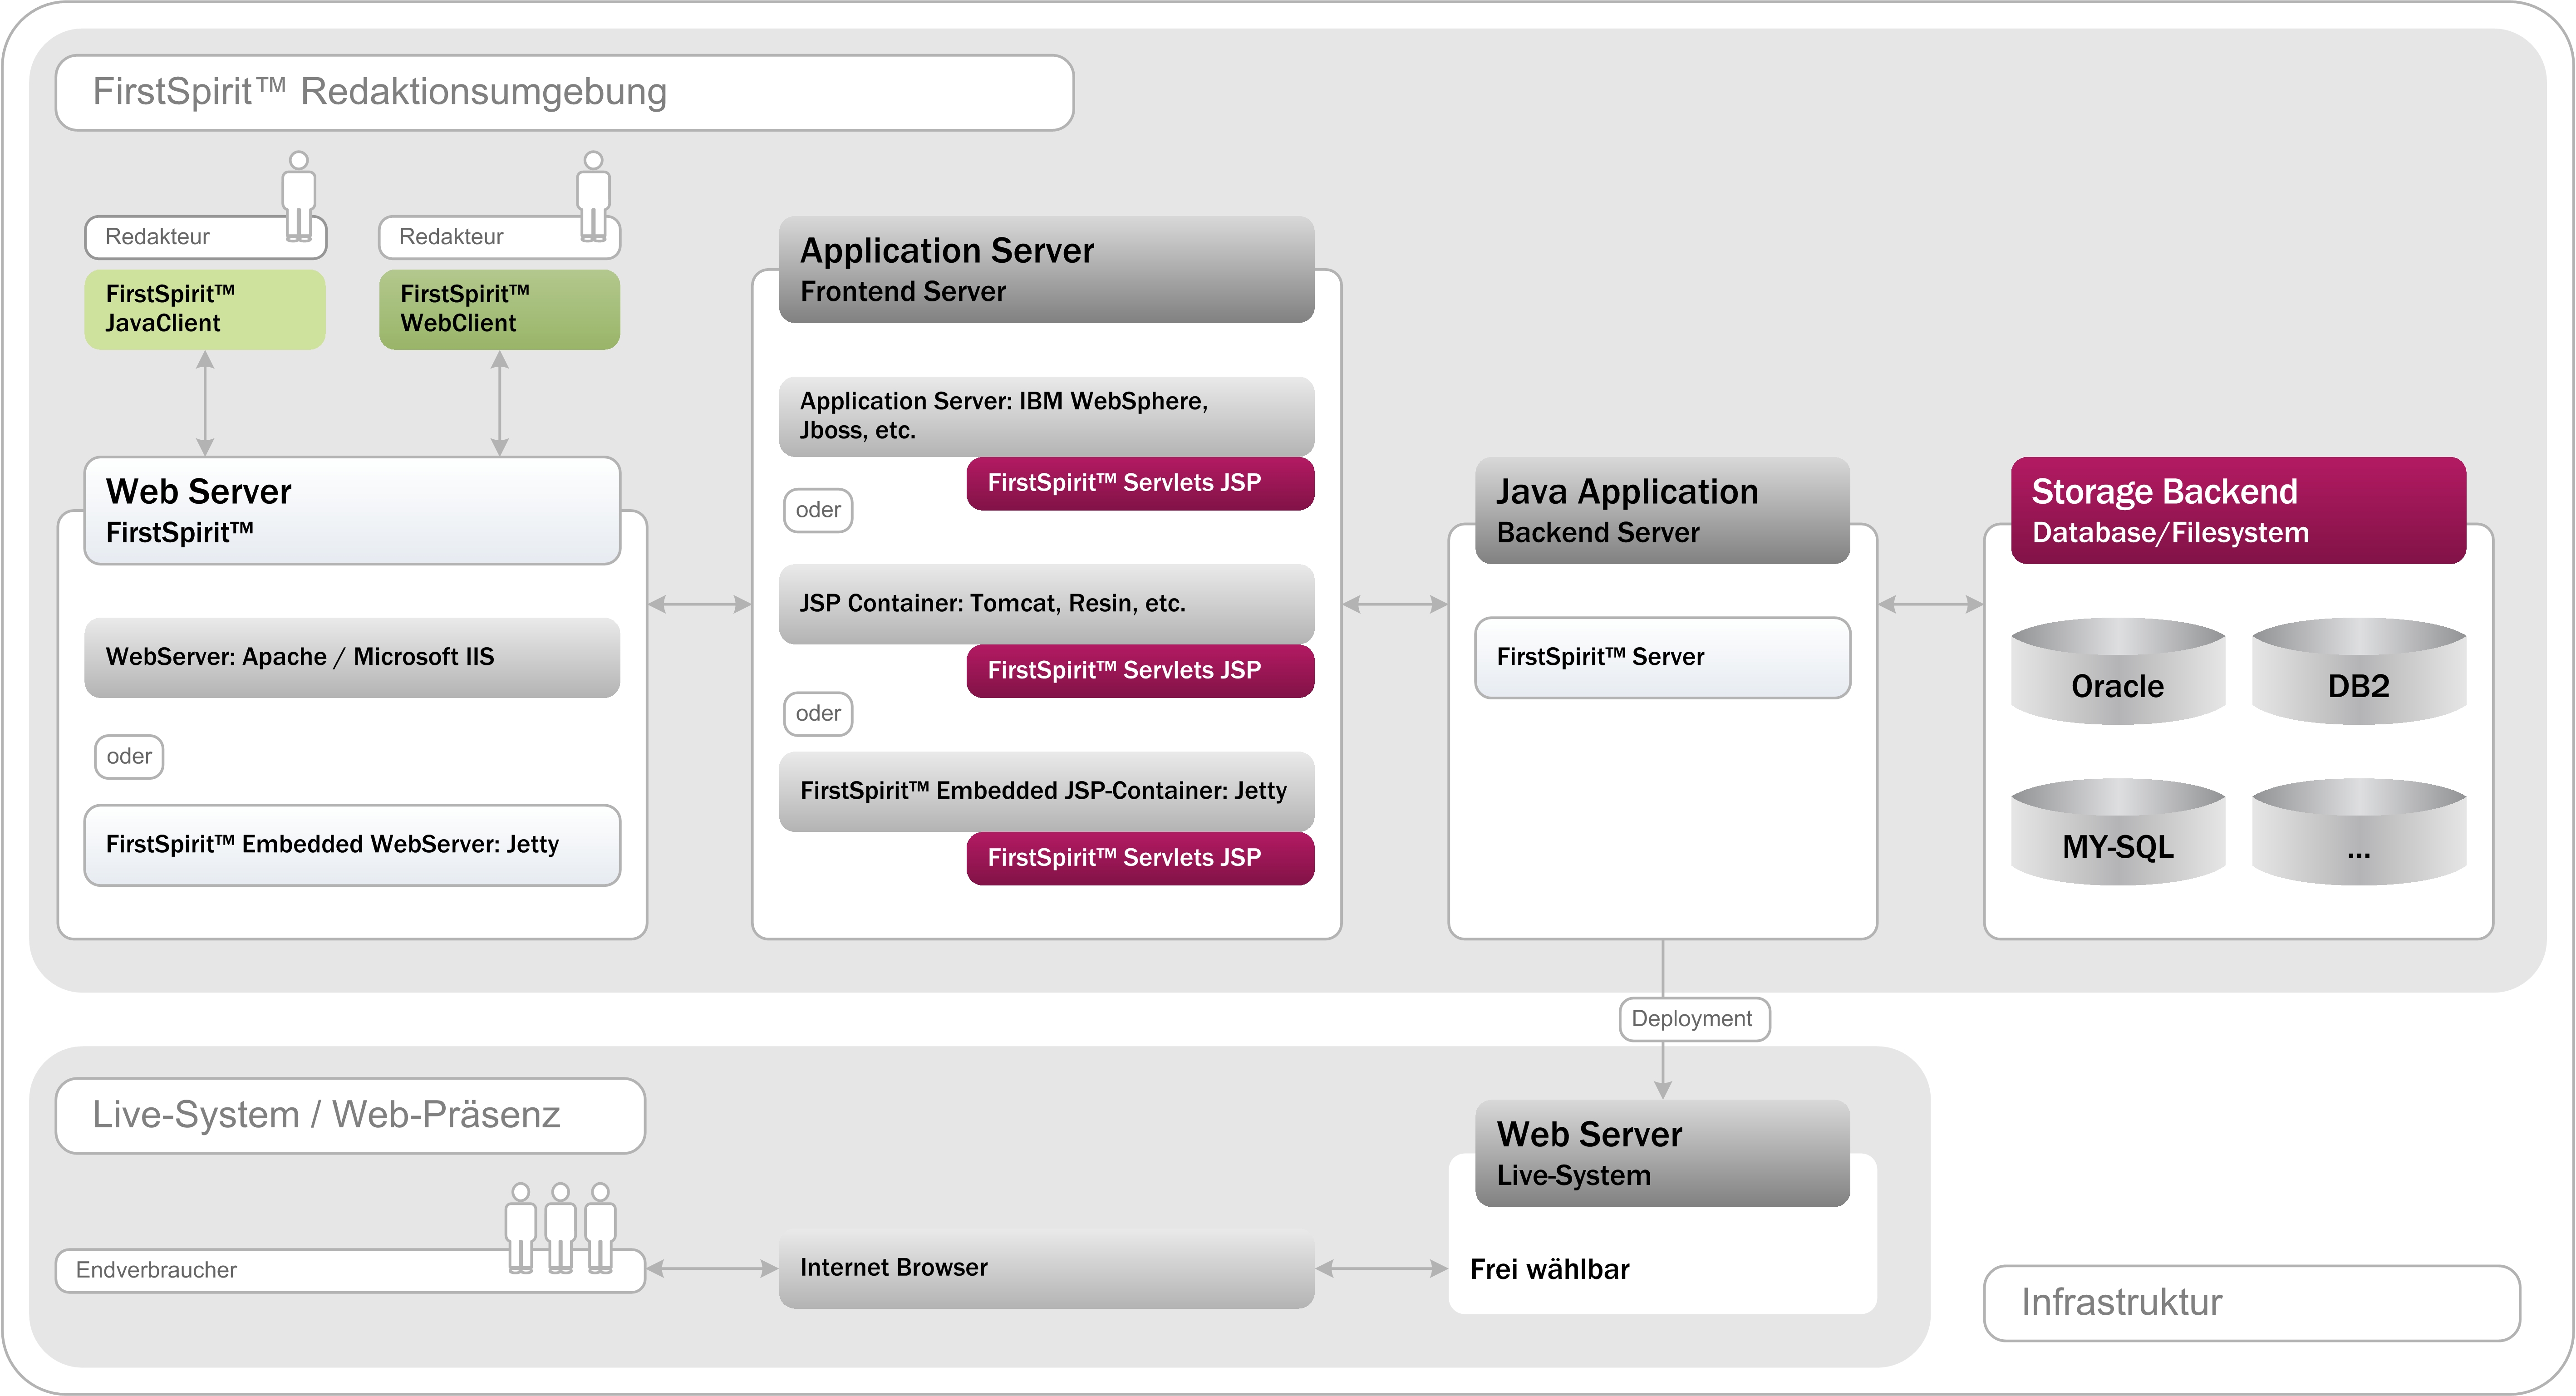 FirstSpirit™ Redaktionsumgebung
Redakteur
FirstSpirit™
JavaClient
Redakteur
FirstSpirit™
WebClient
Web Server
FirstSpirit™
WebServer: Apache / Microsoft IIS
oder
FirstSpirit™ Embedded WebServer: Jetty
Application Server
Frontend Server
Application Server: IBM WebSphere,
Jboss, etc.
FirstSpirit™ Servlets JSP
oder
JSP Container: Tomcat, Resin, etc.
FirstSpirit™ Servlets JSP
oder
FirstSpirit™ Embedded JSP-Container: Jetty
FirstSpirit™ Servlets JSP
Java Application
Backend Server
FirstSpirit™ Server
Storage Backend
Database/Filesystem
Oracle
DB2
MY-SQL
...
Deployment
Live-System / Web-Präsenz
Endverbraucher
Internet Browser
Web Server
Live-System
Frei wählbar
Infrastruktur